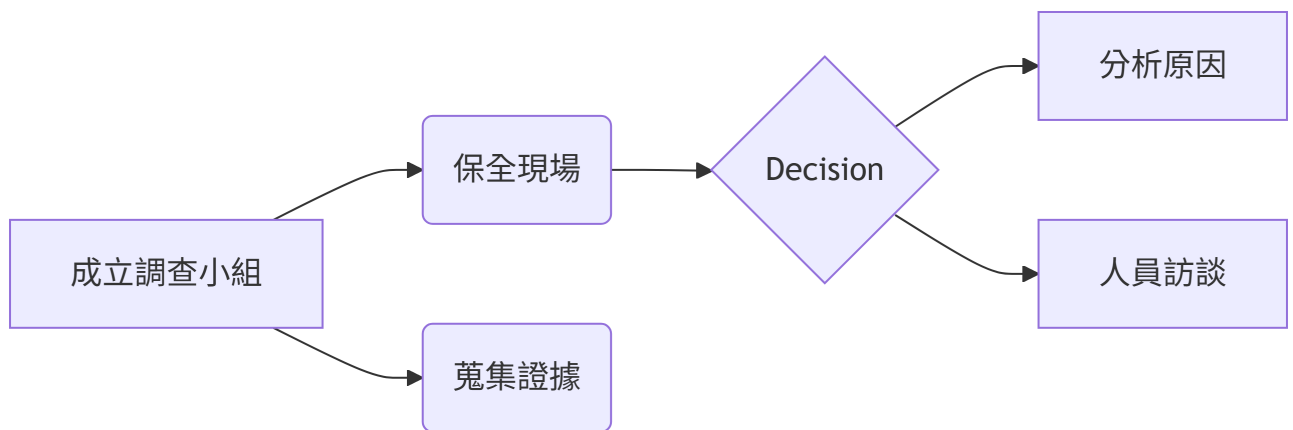 成立調查小組
保全現場
蒐集證據
Decision
分析原因
人員訪談